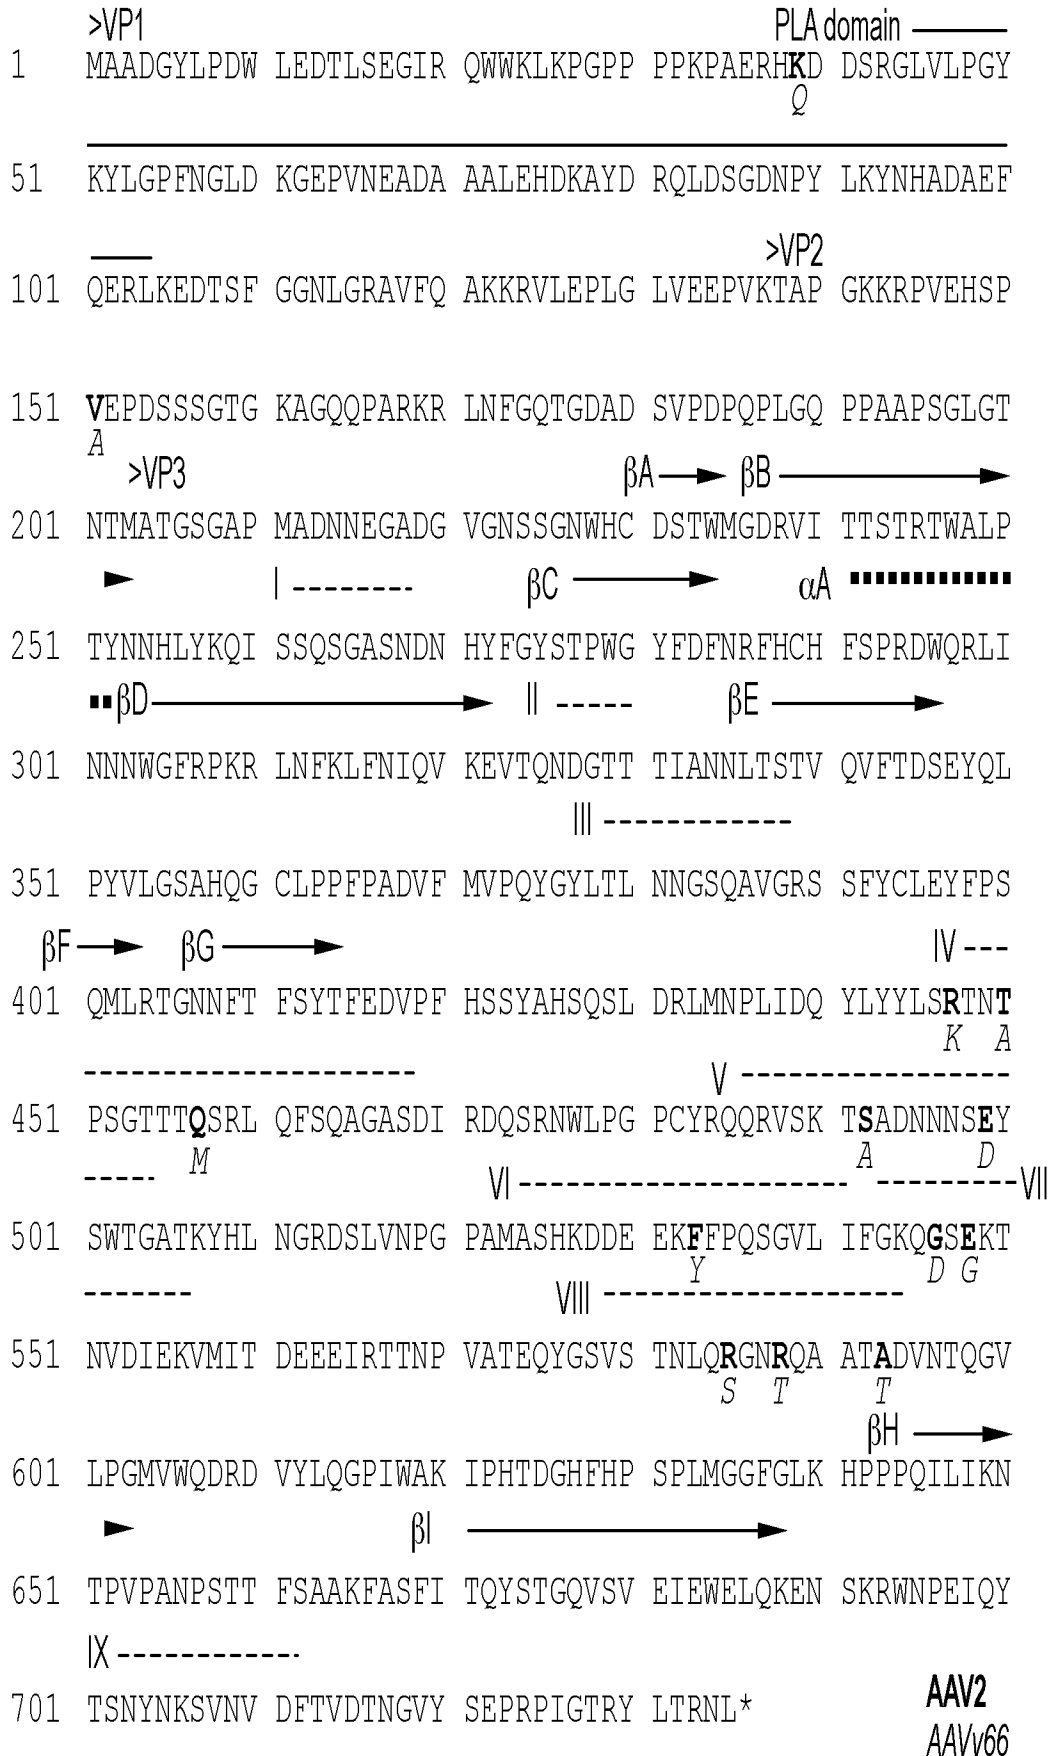 >VP1 PLA domain
1 MAADGYLPDW LEDTLSEGIR QWWKLKPGPP PPKPAERHKD DSRGLVLPGY
Q
51 KYLGPFNGLD KGEPVNEADA AALEHDKAYD RQLDSGDNPY LKYNHADAEF
>VP2
101 QERLKEDTSF GGNLGRAVFQ AKKRVLEPLG LVEEPVKTAP GKKRPVEHSP
151 VEPDSSSGTG KAGQQPARKR LNFGQTGDAD SVPDPQPLGQ PPAAPSGLGT
A
>VP3 βA βB
201 NTMATGSGAP MADNNEGADG VGNSSGNWHC DSTWMGDRVI TTSTRTWALP
I βC αA
251 TYNNHLYKQI SSQSGASNDN HYFGYSTPWG YFDFNRFHCH FSPRDWQRLI
βD II βE
301 NNNWGFRPKR LNFKLFNIQV KEVTQNDGTT TIANNLTSTV QVFTDSEYQL
III
351 PYVLGSAHQG CLPPFPADVF MVPQYGYLTL NNGSQAVGRS SFYCLEYFPS
βF βG IV
401 QMLRTGNNFT FSYTFEDVPF HSSYAHSQSL DRLMNPLIDQ YLYYLSRTNT
K A
V
451 PSGTTTQSRL QFSQAGASDI RDQSRNWLPG PCYRQQRVSK TSADNNNSEY
M A D
VI VII
501 SWTGATKYHL NGRDSLVNPG PAMASHKDDE EKFFPQSGVL IFGKQGSEKT
Y D G
VIII
551 NVDIEKVMIT DEEEIRTTNP VATEQYGSVS TNLQRGNRQA ATADVNTQGV
S T T
βH
601 LPGMVWQDRD VYLQGPIWAK IPHTDGHFHP SPLMGGFGLK HPPPQILIKN
βI
651 TPVPANPSTT FSAAKFASFI TQYSTGQVSV EIEWELQKEN SKRWNPEIQY
IX
701 TSNYNKSVNV DFTVDTNGVY SEPRPIGTRY LTRNL*
AAV2
AAVv66